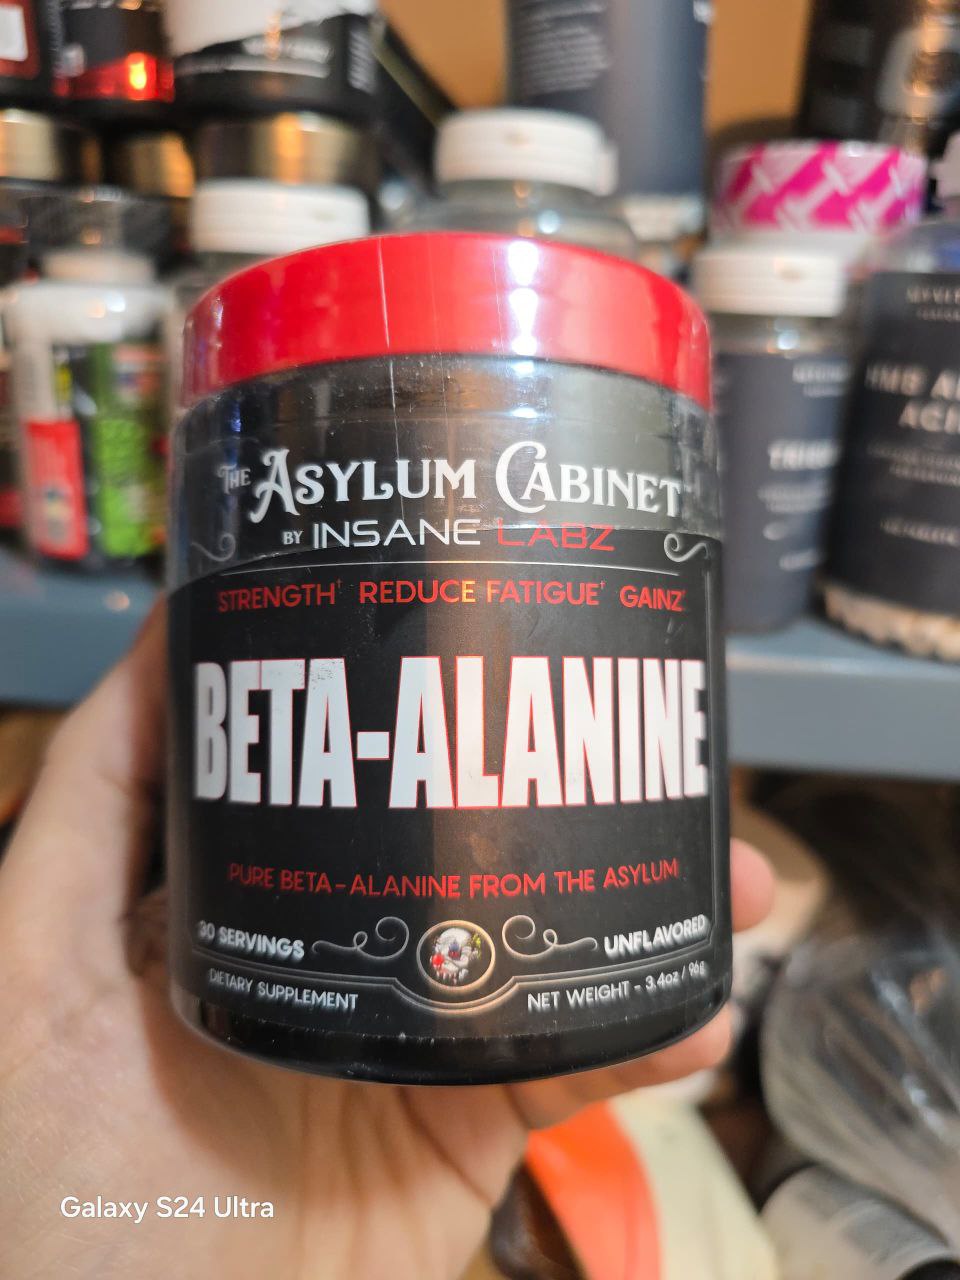 THE ASYLUM CABINET
BY INSANE LABZ
STRENGTH† REDUCE FATIGUE† GAINZ†
BETA-ALANINE
PURE BETA-ALANINE FROM THE ASYLUM
30 SERVINGS
UNFLAVORED
DIETARY SUPPLEMENT
NET WEIGHT - 3.4oz / 96g
HMB
Galaxy S24 Ultra